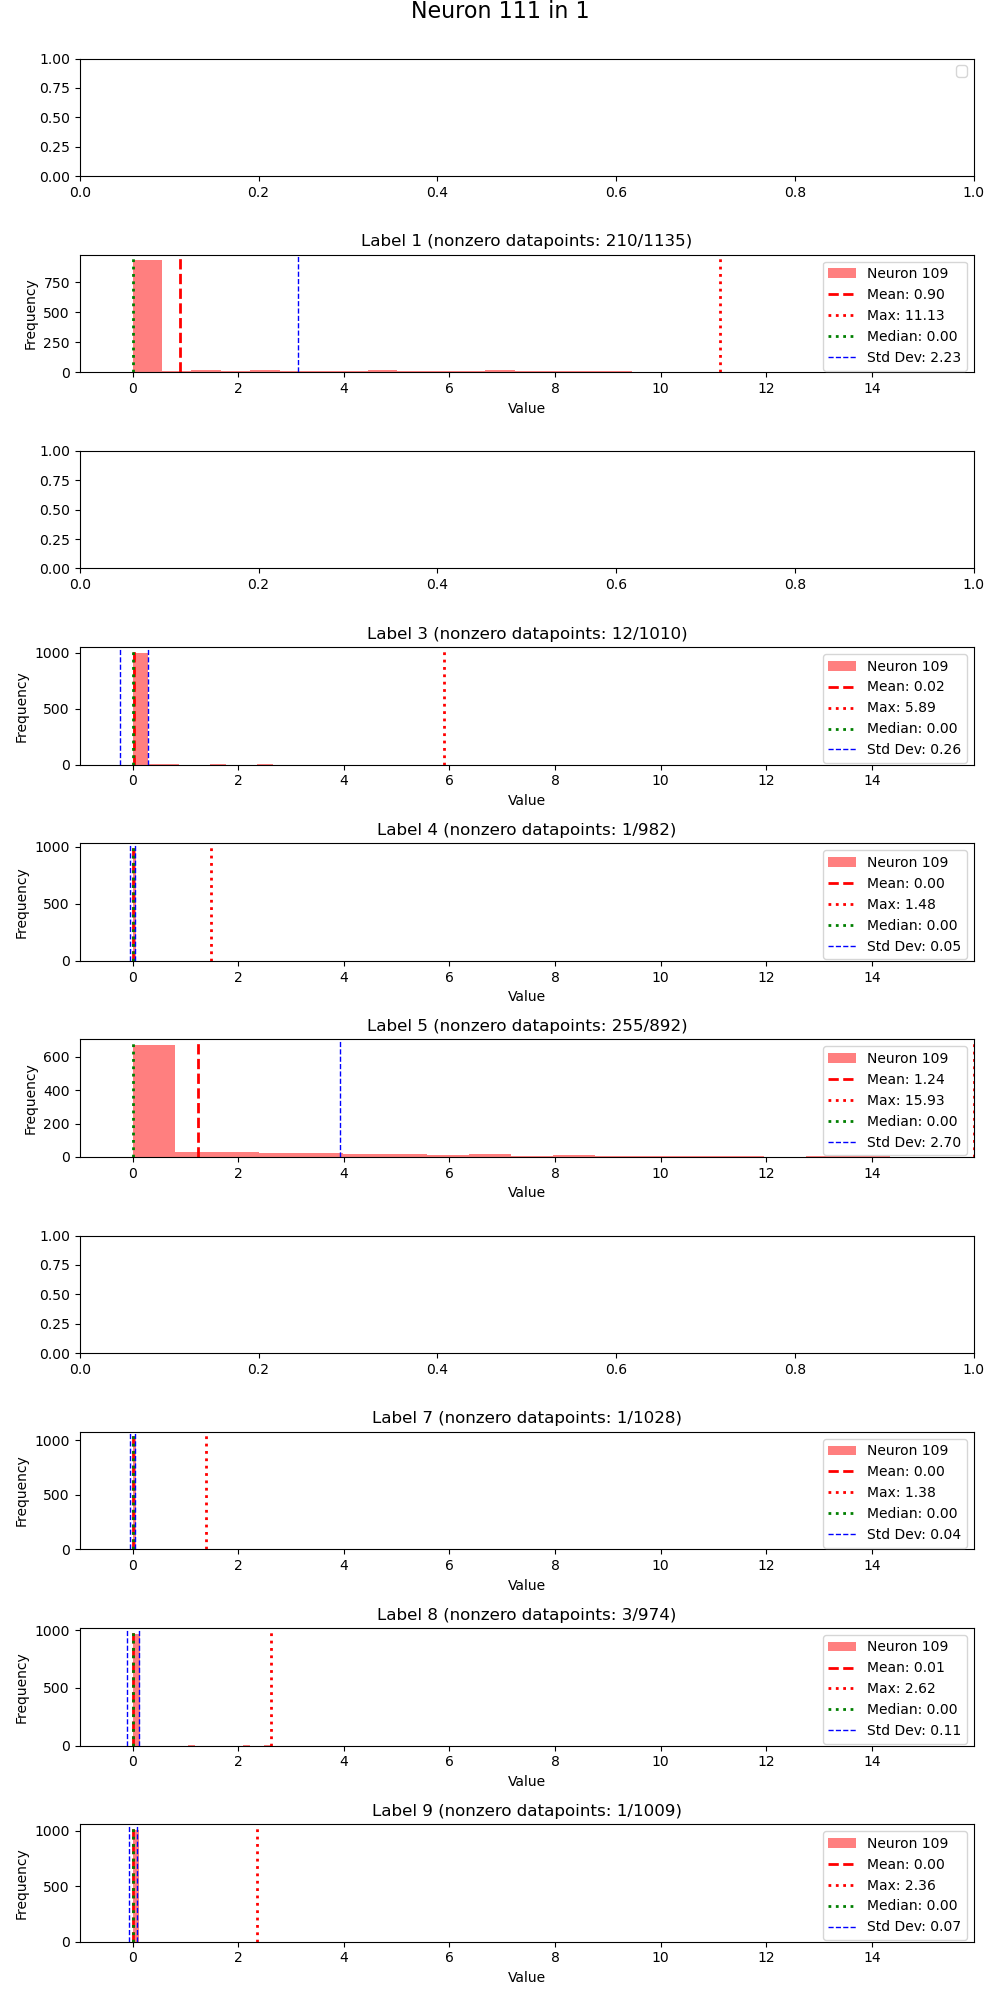 Neuron 111 in 1
1.00
0.75
0.50
0.25
0.00
0.0 0.2 0.4 0.6 0.8 1.0
Label 1 (nonzero datapoints: 210/1135)
Frequency
750
500
250
0
Neuron 109
Mean: 0.90
Max: 11.13
Median: 0.00
Std Dev: 2.23
0 2 4 6 8 10 12 14
Value
1.00
0.75
0.50
0.25
0.00
0.0 0.2 0.4 0.6 0.8 1.0
Label 3 (nonzero datapoints: 12/1010)
Frequency
1000
500
0
Neuron 109
Mean: 0.02
Max: 5.89
Median: 0.00
Std Dev: 0.26
0 2 4 6 8 10 12 14
Value
Label 4 (nonzero datapoints: 1/982)
Frequency
1000
500
0
Neuron 109
Mean: 0.00
Max: 1.48
Median: 0.00
Std Dev: 0.05
0 2 4 6 8 10 12 14
Value
Label 5 (nonzero datapoints: 255/892)
Frequency
600
400
200
0
Neuron 109
Mean: 1.24
Max: 15.93
Median: 0.00
Std Dev: 2.70
0 2 4 6 8 10 12 14
Value
1.00
0.75
0.50
0.25
0.00
0.0 0.2 0.4 0.6 0.8 1.0
Label 7 (nonzero datapoints: 1/1028)
Frequency
1000
500
0
Neuron 109
Mean: 0.00
Max: 1.38
Median: 0.00
Std Dev: 0.04
0 2 4 6 8 10 12 14
Value
Label 8 (nonzero datapoints: 3/974)
Frequency
1000
500
0
Neuron 109
Mean: 0.01
Max: 2.62
Median: 0.00
Std Dev: 0.11
0 2 4 6 8 10 12 14
Value
Label 9 (nonzero datapoints: 1/1009)
Frequency
1000
500
0
Neuron 109
Mean: 0.00
Max: 2.36
Median: 0.00
Std Dev: 0.07
0 2 4 6 8 10 12 14
Value